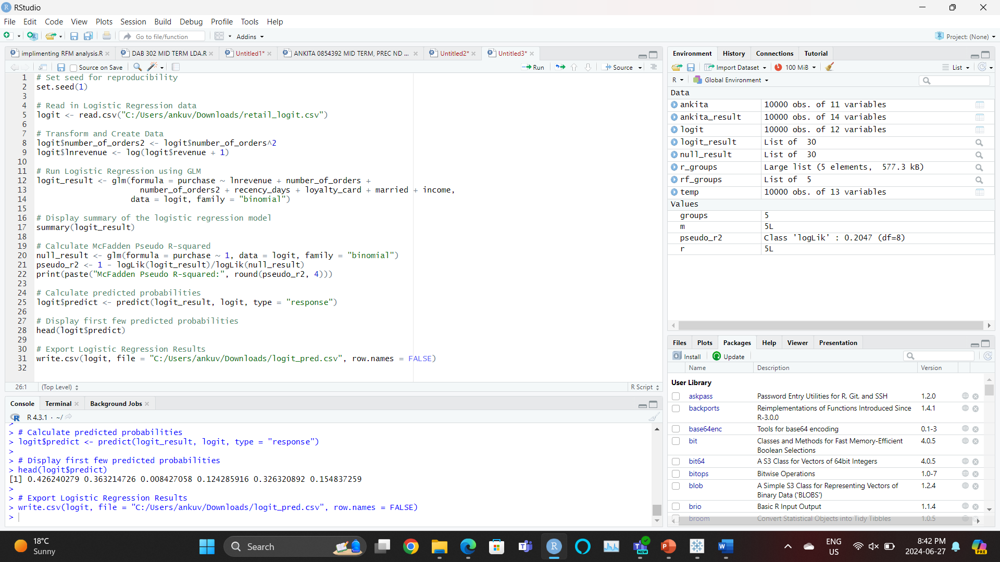 RStudio
File Edit Code View Plots Session Build Debug Profile Tools Help
Go to file/function Addins Project: (None)
implimenting RFM analysis.R DAB 302 MID TERM LDA.R Untitled1* ANKITA 0854392 MID TERM, PREC ND ... Untitled2* Untitled3*
Source on Save Run Source
1 # Set seed for reproducibility
2 set.seed(1)
3
4 # Read in Logistic Regression data
5 logit <- read.csv("C:/Users/ankuv/Downloads/retail_logit.csv")
6
7 # Transform and Create Data
8 logit$number_of_orders2 <- logit$number_of_orders^2
9 logit$lnrevenue <- log(logit$revenue + 1)
10
11 # Run Logistic Regression using GLM
12 logit_result <- glm(formula = purchase ~ lnrevenue + number_of_orders +
13 number_of_orders2 + recency_days + loyalty_card + married + income,
14 data = logit, family = "binomial")
15
16 # Display summary of the logistic regression model
17 summary(logit_result)
18
19 # Calculate McFadden Pseudo R-squared
20 null_result <- glm(formula = purchase ~ 1, data = logit, family = "binomial")
21 pseudo_r2 <- 1 - logLik(logit_result)/logLik(null_result)
22 print(paste("McFadden Pseudo R-squared:", round(pseudo_r2, 4)))
23
24 # Calculate predicted probabilities
25 logit$predict <- predict(logit_result, logit, type = "response")
26
27 # Display first few predicted probabilities
28 head(logit$predict)
29
30 # Export Logistic Regression Results
31 write.csv(logit, file = "C:/Users/ankuv/Downloads/logit_pred.csv", row.names = FALSE)
32
26:1 (Top Level) R Script
Console Terminal Background Jobs
R 4.3.1 · ~/
>
> # Calculate predicted probabilities
> logit$predict <- predict(logit_result, logit, type = "response")
>
> # Display first few predicted probabilities
> head(logit$predict)
[1] 0.426240279 0.363214726 0.008427058 0.124285916 0.326320892 0.154837259
>
> # Export Logistic Regression Results
> write.csv(logit, file = "C:/Users/ankuv/Downloads/logit_pred.csv", row.names = FALSE)
>
Environment History Connections Tutorial
Import Dataset 100 MiB List
R Global Environment
Data
ankita 10000 obs. of 11 variables
ankita_result 10000 obs. of 14 variables
logit 10000 obs. of 12 variables
logit_result List of 30
null_result List of 30
r_groups Large list (5 elements, 577.3 kB)
rf_groups List of 5
temp 10000 obs. of 13 variables
Values
groups 5
m 5L
pseudo_r2 Class 'logLik' : 0.2047 (df=8)
r 5L
Files Plots Packages Help Viewer Presentation
Install Update
Name Description Version
User Library
askpass Password Entry Utilities for R, Git, and SSH 1.2.0
backports Reimplementations of Functions Introduced Since 1.4.1
R-3.0.0
base64enc Tools for base64 encoding 0.1-3
bit Classes and Methods for Fast Memory-Efficient 4.0.5
Boolean Selections
bit64 A S3 Class for Vectors of 64bit Integers 4.0.5
bitops Bitwise Operations 1.0-7
blob A Simple S3 Class for Representing Vectors of 1.2.4
Binary Data ('BLOBS')
brio Basic R Input Output 1.1.4
broom Convert Statistical Objects into Tidy Tibbles 1.0.5
18°C
Sunny
Search
NEW
ENG
US
8:42 PM
2024-06-27
PRE